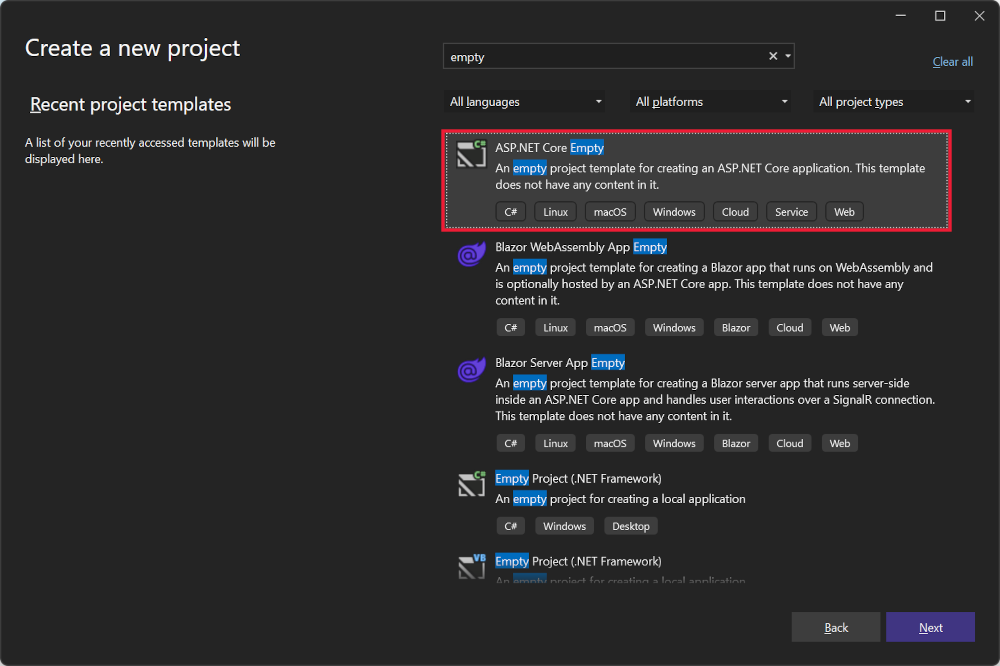 Create a new project
empty
Clear all
Recent project templates
A list of your recently accessed templates will
be displayed here.
All languages
All platforms
All project types
C#
ASP.NET Core Empty
An empty project template for creating an ASP.NET Core application. This template
does not have any content in it.
C# Linux macOS Windows Cloud Service Web
Blazor WebAssembly App Empty
An empty project template for creating a Blazor app that runs on WebAssembly and
is optionally hosted by an ASP.NET Core app. This template does not have any
content in it.
C# Linux macOS Windows Blazor Cloud Web
Blazor Server App Empty
An empty project template for creating a Blazor server app that runs server-side
inside an ASP.NET Core app and handles user interactions over a SignalR connection.
This template does not have any content in it.
C# Linux macOS Windows Blazor Cloud Web
C#
Empty Project (.NET Framework)
An empty project for creating a local application
C# Windows Desktop
VB
Empty Project (.NET Framework)
An empty project for creating a local application
Back
Next